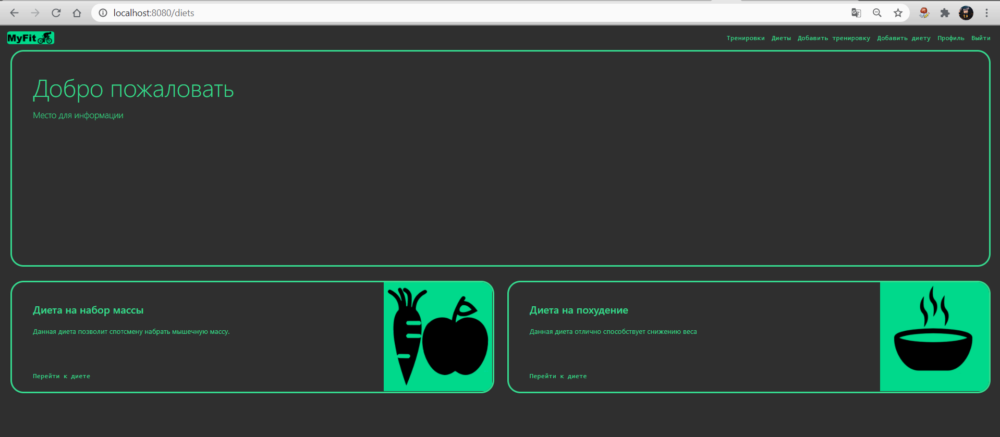 localhost:8080/diets
MyFit
Тренировки Диеты Добавить тренировку Добавить диету Профиль Выйти
Добро пожаловать
Место для информации
Диета на набор массы
Данная диета позволит спотсмену набрать мышечную массу.
Перейти к диете
Диета на похудение
Данная диета отлично способствует снижению веса
Перейти к диете